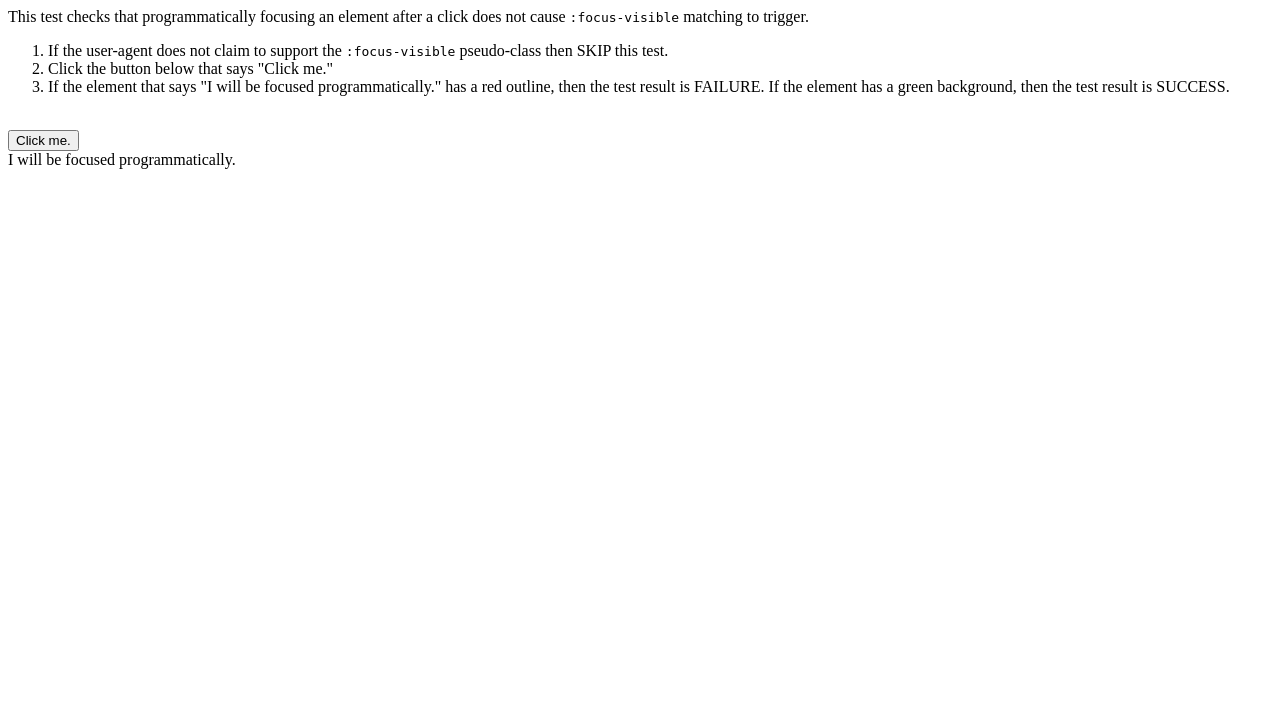 This test checks that programmatically focusing an element after a click does not cause :focus-visible matching to trigger.
1. If the user-agent does not claim to support the :focus-visible pseudo-class then SKIP this test.
2. Click the button below that says "Click me."
3. If the element that says "I will be focused programmatically." has a red outline, then the test result is FAILURE. If the element has a green background, then the test result is SUCCESS.
Click me.
I will be focused programmatically.